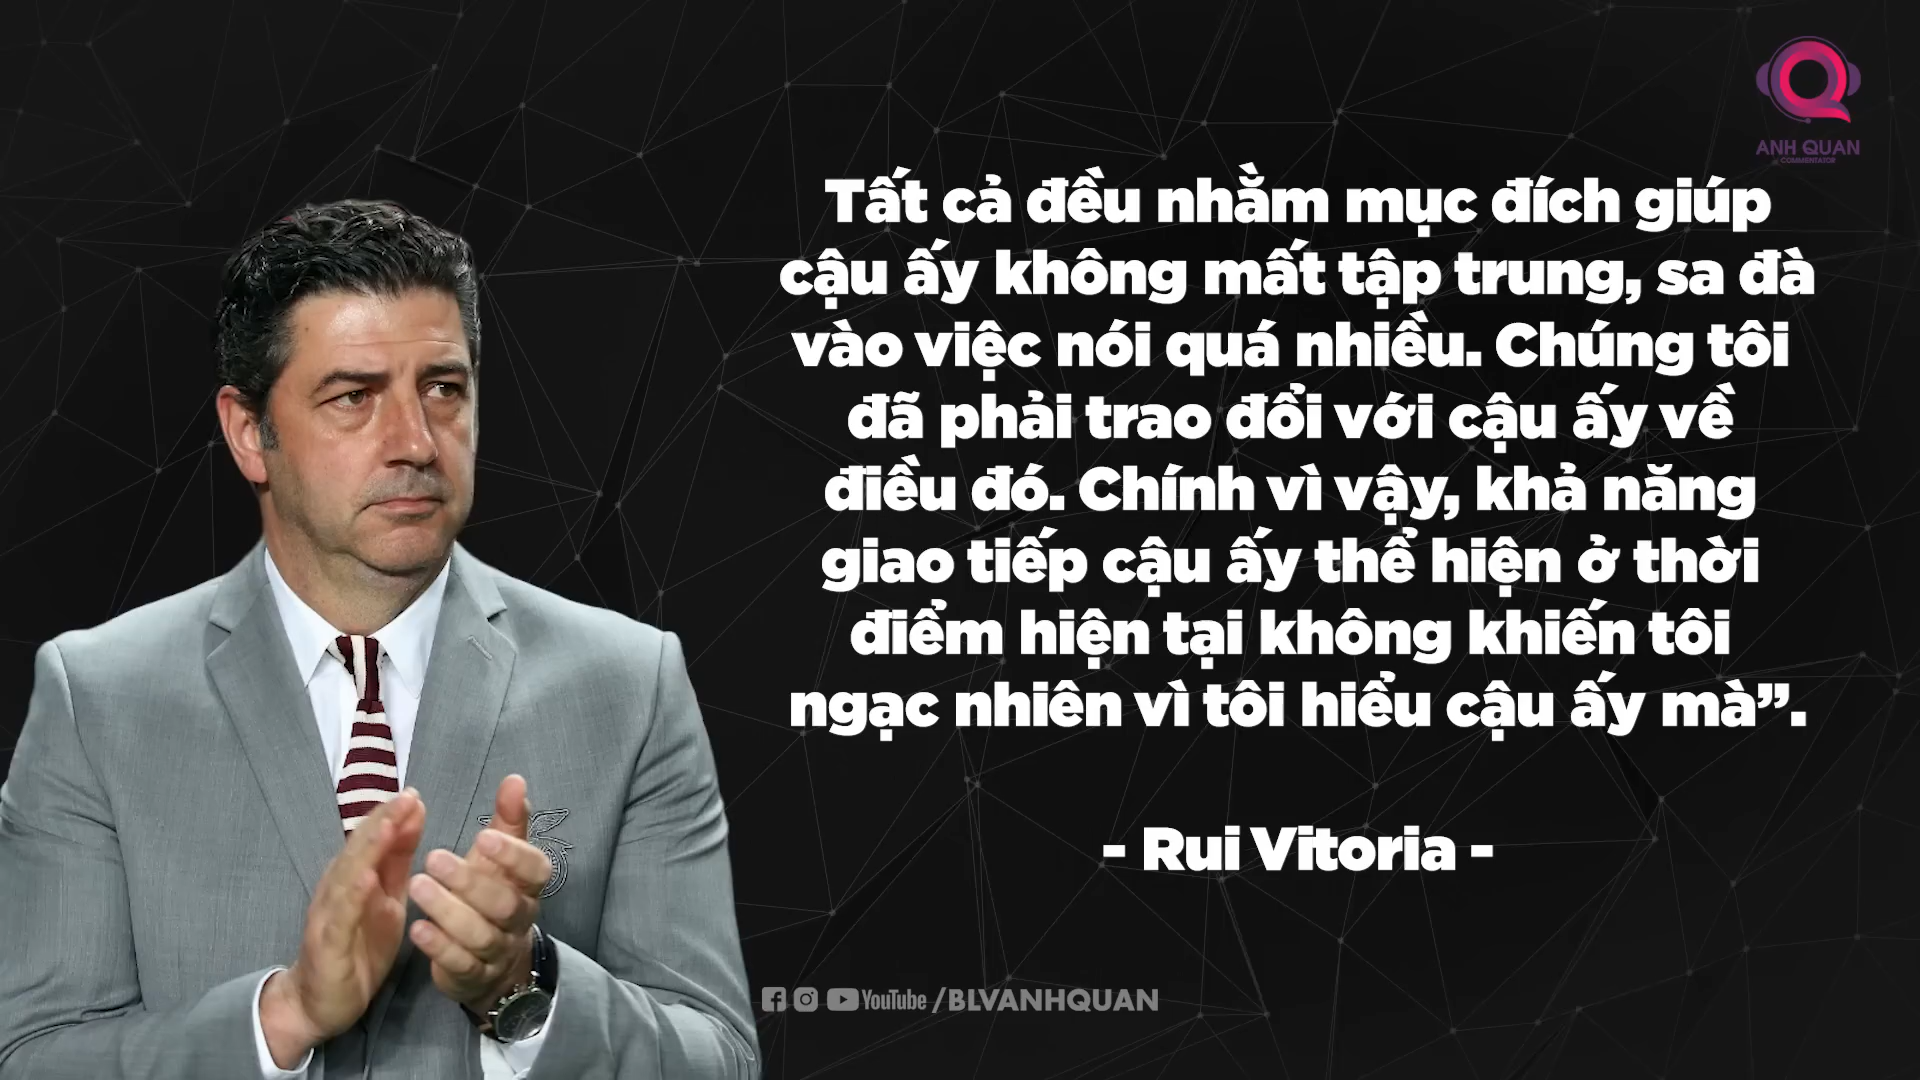 ANH QUAN
COMMENTATOR
Tất cả đều nhằm mục đích giúp
cậu ấy không mất tập trung, sa đà
vào việc nói quá nhiều. Chúng tôi
đã phải trao đổi với cậu ấy về
điều đó. Chính vì vậy, khả năng
giao tiếp cậu ấy thể hiện ở thời
điểm hiện tại không khiến tôi
ngạc nhiên vì tôi hiểu cậu ấy mà”.
- Rui Vitoria -
YouTube /BLVANHQUAN